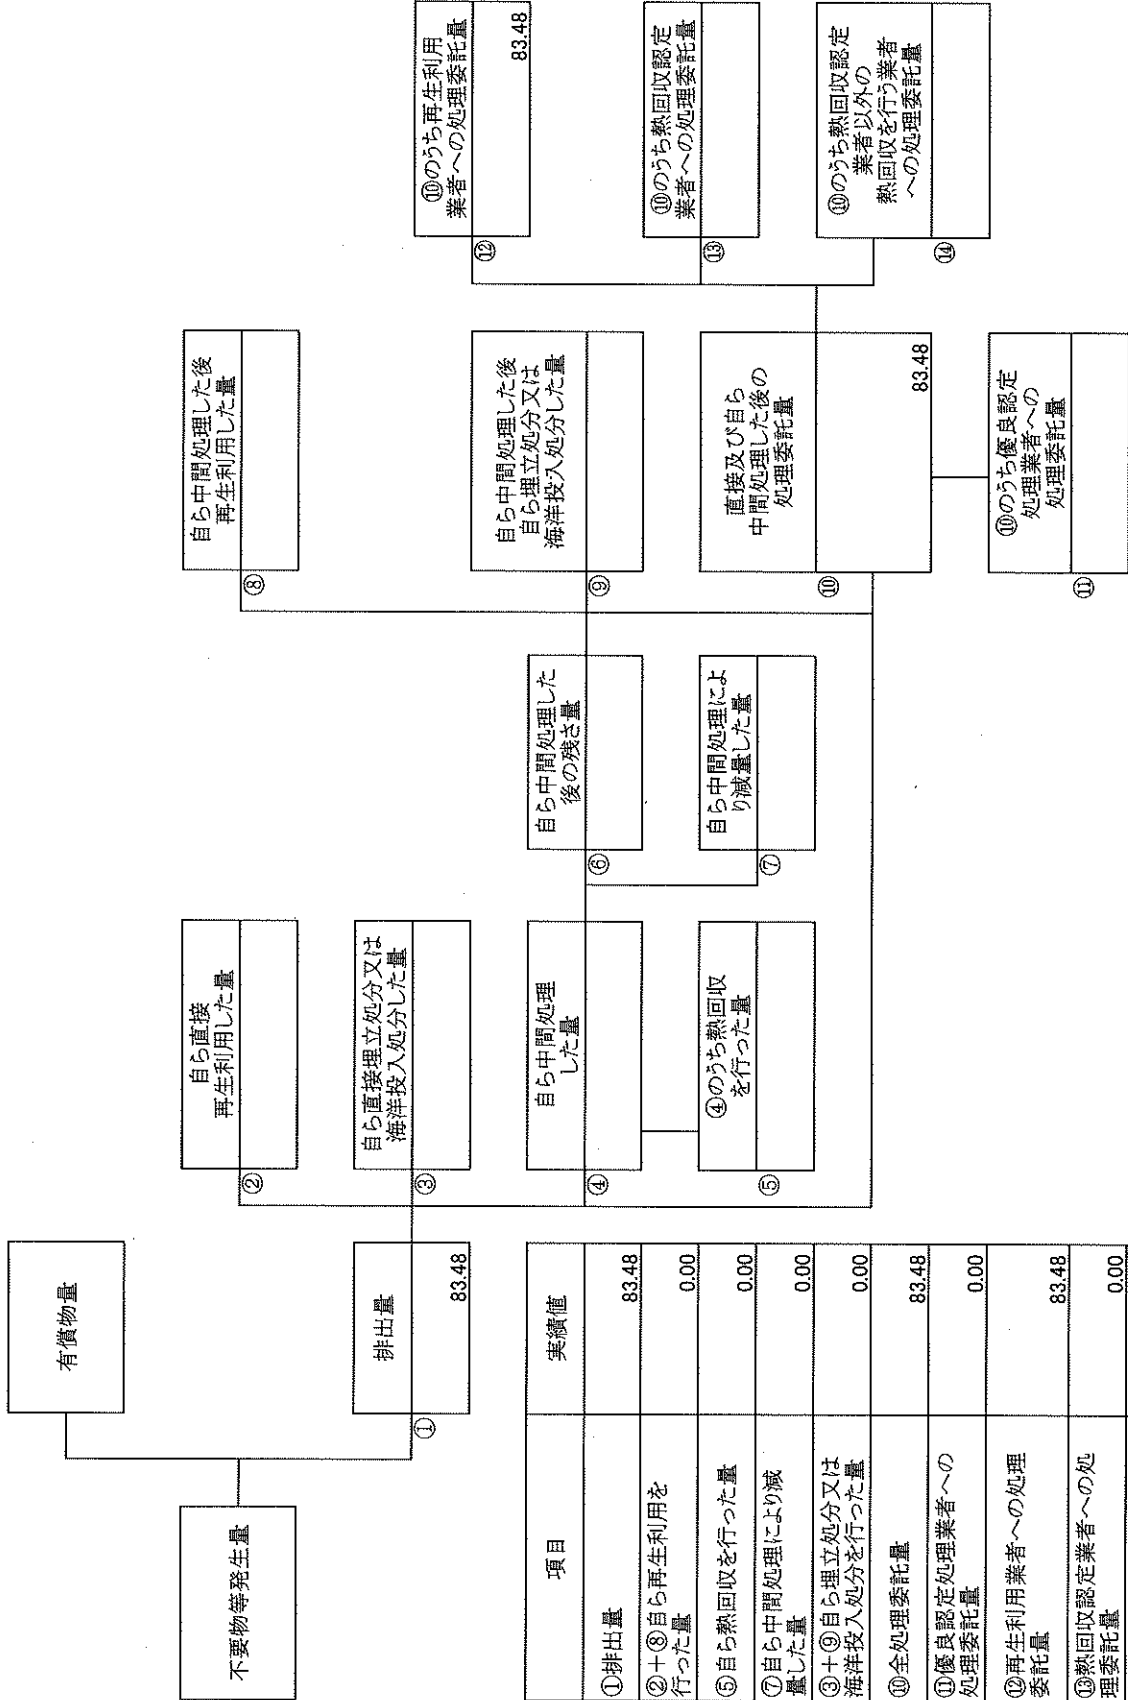 不要物等発生量
有償物量
排出量
①
83.48
自ら直接
再生利用した量
②
自ら直接埋立処分又は
海洋投入処分した量
③
自ら中間処理
した量
④
④のうち熱回収
を行った量
⑤
自ら中間処理した
後の残さ量
⑥
自ら中間処理によ
り減量した量
⑦
自ら中間処理した後
再生利用した量
⑧
自ら中間処理した後
自ら埋立処分又は
海洋投入処分した量
⑨
直接及び自ら
中間処理した後の
処理委託量
⑩
83.48
⑩のうち優良認定
処理業者への
処理委託量
⑪
⑩のうち再生利用
業者への処理委託量
⑫
83.48
⑩のうち熱回収認定
業者への処理委託量
⑬
⑩のうち熱回収認定
業者以外の
熱回収を行う業者
への処理委託量
⑭
項目
実績値
①排出量
83.48
②+⑧自ら再生利用を
行った量
0.00
⑤自ら熱回収を行った量
0.00
⑦自ら中間処理により減
量した量
0.00
③+⑨自ら埋立処分又は
海洋投入処分を行った量
0.00
⑩全処理委託量
83.48
⑪優良認定処理業者への
処理委託量
0.00
⑫再生利用業者への処理
委託量
83.48
⑬熱回収認定業者への処
理委託量
0.00